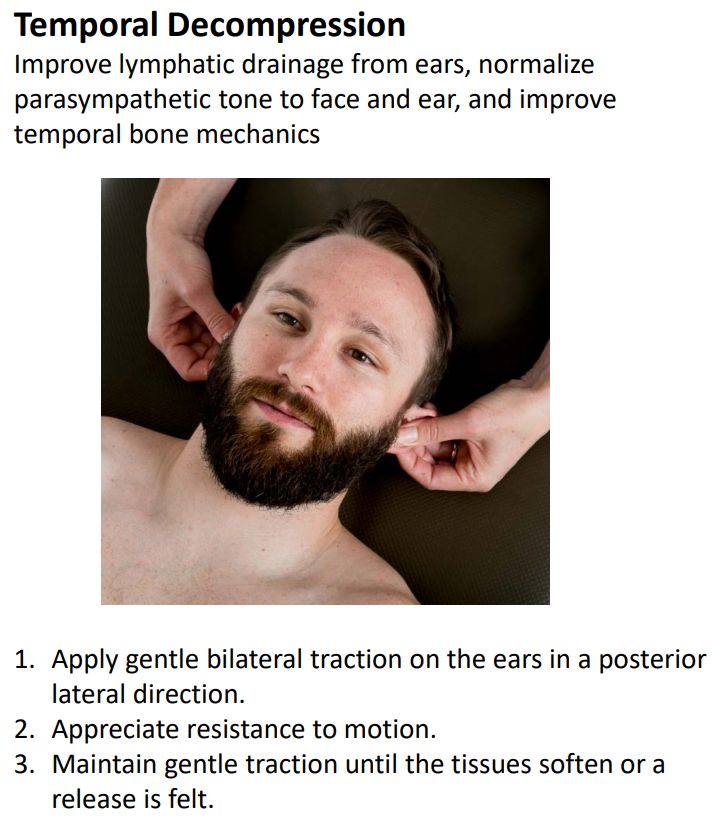 Temporal Decompression
Improve lymphatic drainage from ears, normalize
parasympathetic tone to face and ear, and improve
temporal bone mechanics
1. Apply gentle bilateral traction on the ears in a posterior
lateral direction.
2. Appreciate resistance to motion.
3. Maintain gentle traction until the tissues soften or a
release is felt.